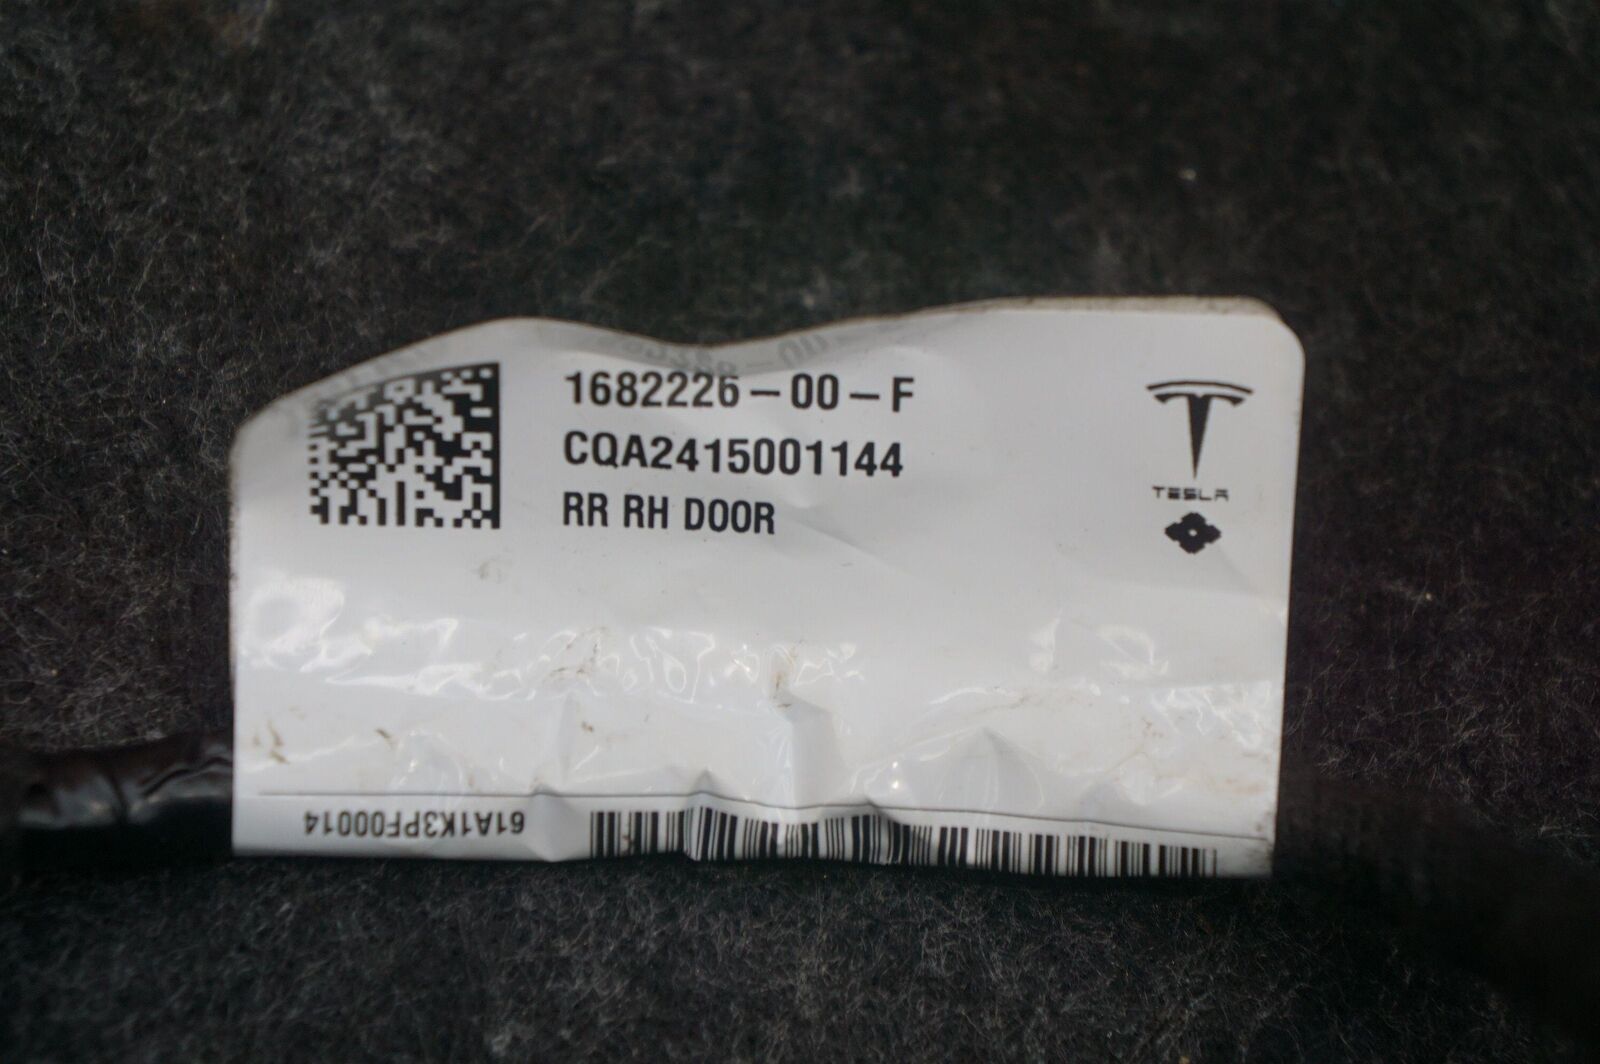 1682226-00-F
CQA2415001144
RR RH DOOR
TESLA
61A1K3PF00014